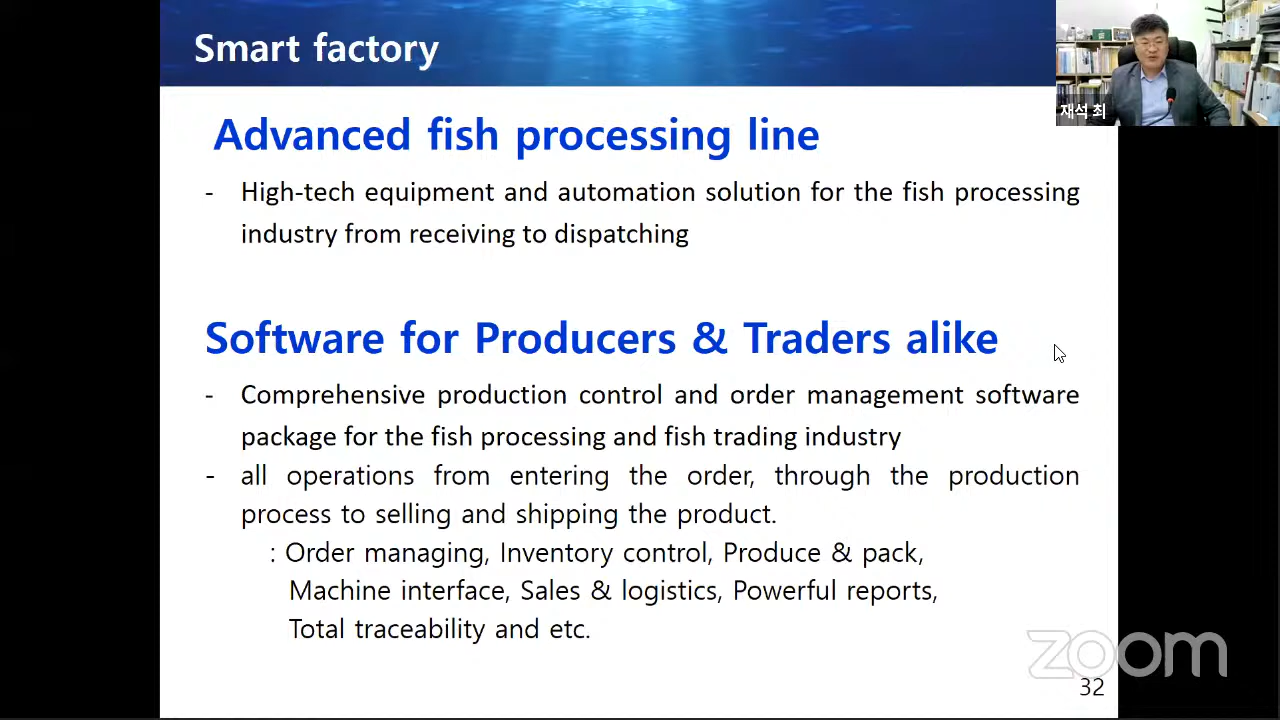 Smart factory
재석 최
Advanced fish processing line
- High-tech equipment and automation solution for the fish processing
industry from receiving to dispatching
Software for Producers & Traders alike
- Comprehensive production control and order management software
package for the fish processing and fish trading industry
- all operations from entering the order, through the production
process to selling and shipping the product.
: Order managing, Inventory control, Produce & pack,
Machine interface, Sales & logistics, Powerful reports,
Total traceability and etc.
zoom
32